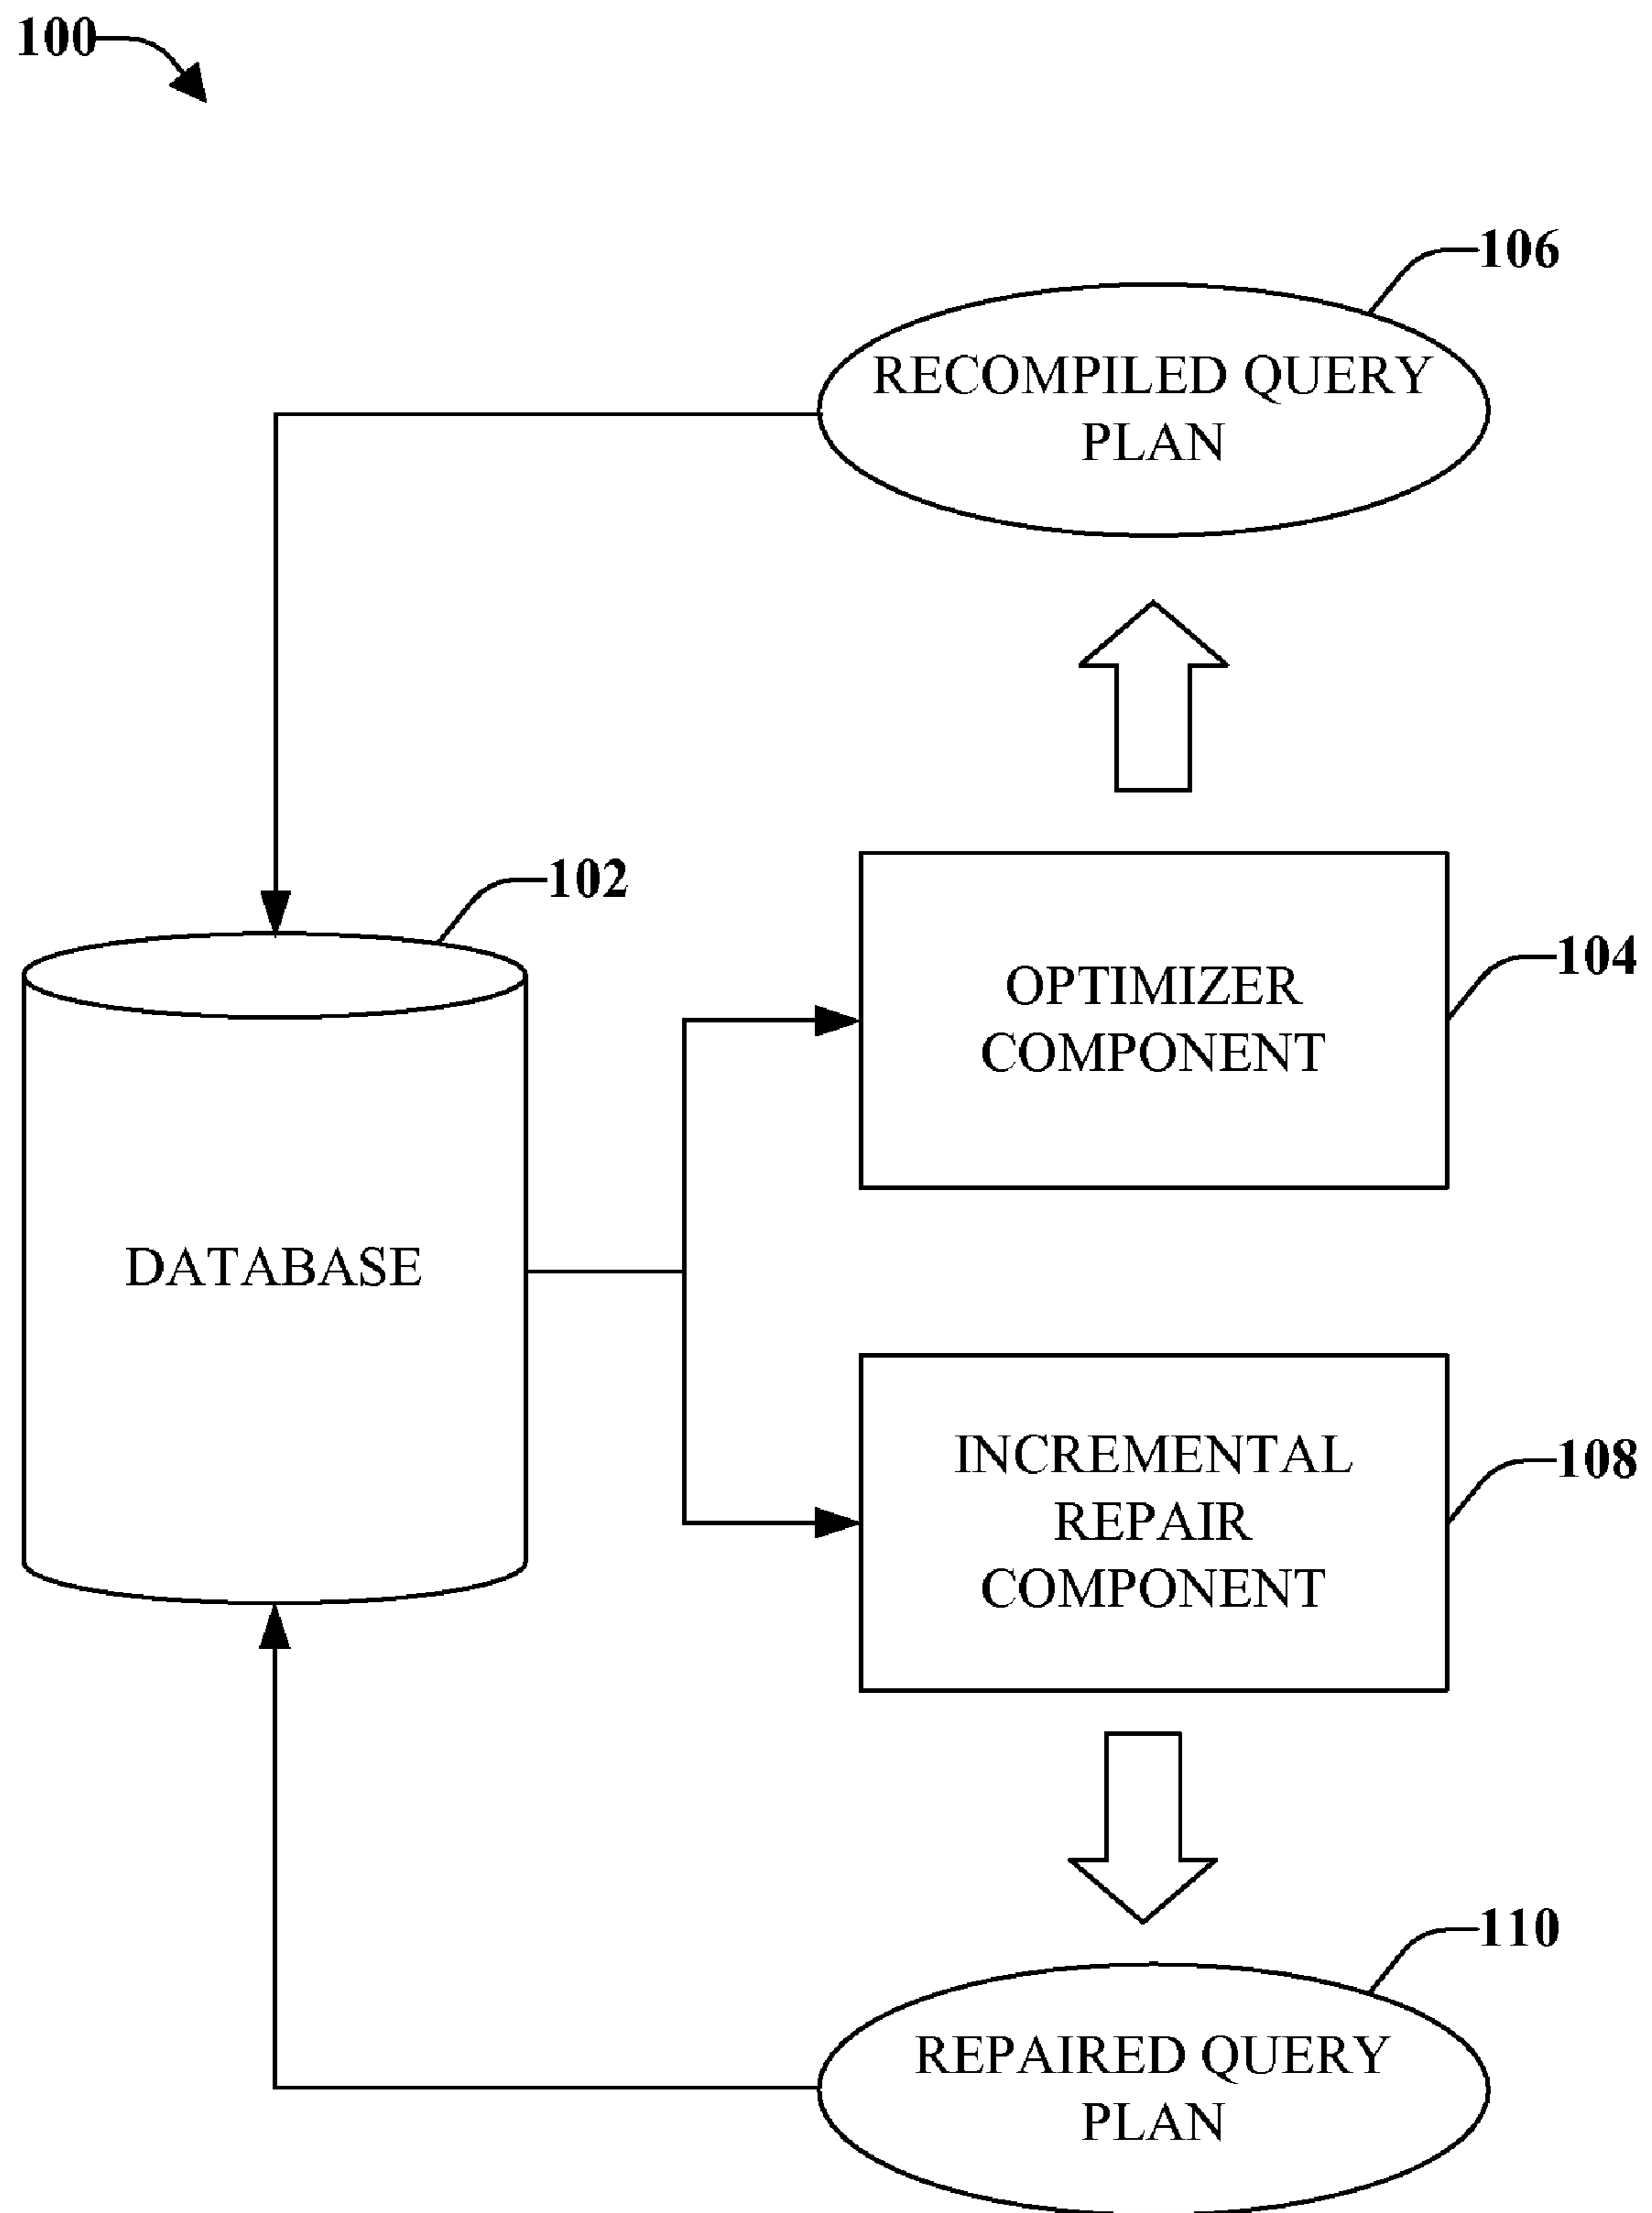 100
106
RECOMPILED QUERY
PLAN
102
104
OPTIMIZER
COMPONENT
DATABASE
108
INCREMENTAL
REPAIR
COMPONENT
110
REPAIRED QUERY
PLAN